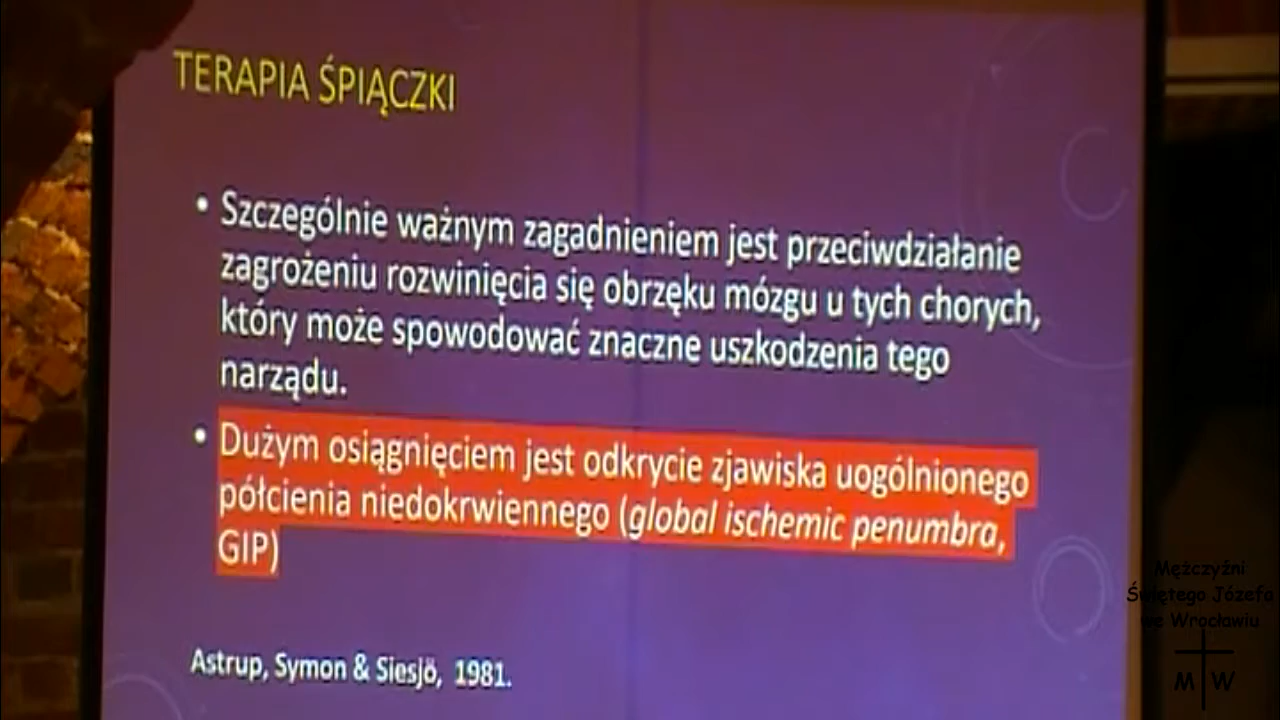 TERAPIA ŚPIĄCZKI
• Szczególnie ważnym zagadnieniem jest przeciwdziałanie
zagrożeniu rozwinięcia się obrzęku mózgu u tych chorych,
który może spowodować znaczne uszkodzenia tego
narządu.
• Dużym osiągnięciem jest odkrycie zjawiska uogólnionego
półcienia niedokrwiennego (global ischemic penumbra,
GIP)
Astrup, Symon & Siesjö, 1981.
Mężczyźni
Świętego Józefa
we Wrocławiu
M W